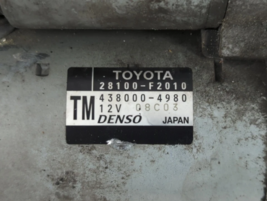 TOYOTA
28100-F2010
TM 438000-4980
12V 08C03
DENSO JAPAN